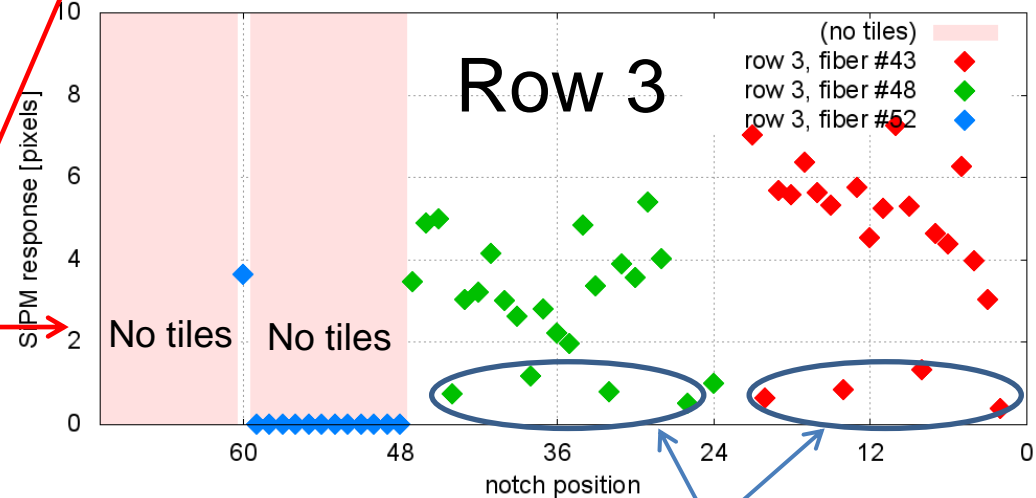 10
8
6
4
2
0
SiPM response [pixels]
Row 3
(no tiles)
row 3, fiber #43
row 3, fiber #48
row 3, fiber #52
No tiles
No tiles
60
48
36
24
12
0
notch position